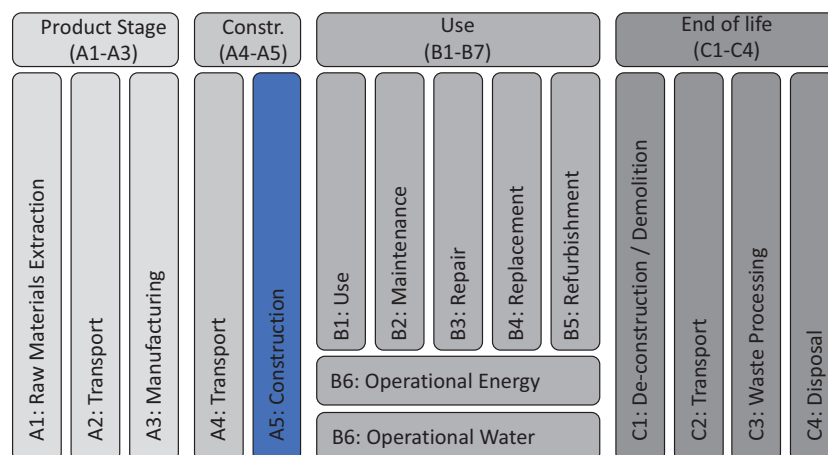 Product Stage
(A1-A3)
Constr.
(A4-A5)
Use
(B1-B7)
End of life
(C1-C4)
A1: Raw Materials Extraction
A2: Transport
A3: Manufacturing
A4: Transport
A5: Construction
B1: Use
B2: Maintenance
B3: Repair
B4: Replacement
B5: Refurbishment
B6: Operational Energy
B6: Operational Water
C1: De-construction / Demolition
C2: Transport
C3: Waste Processing
C4: Disposal